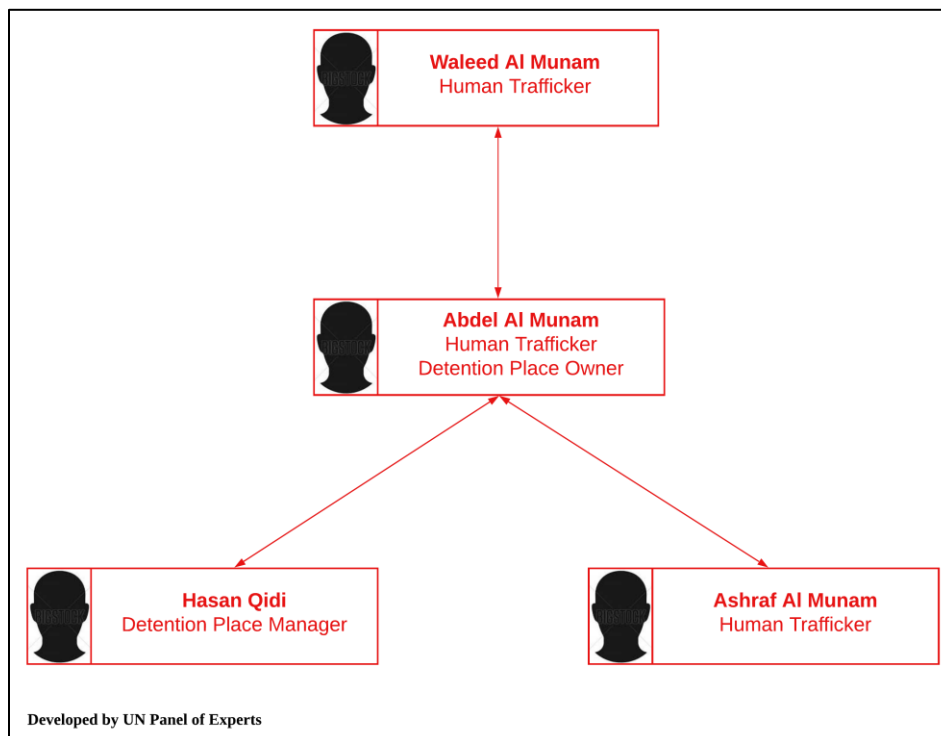 Waleed Al Munam
Human Trafficker
Abdel Al Munam
Human Trafficker
Detention Place Owner
Hasan Qidi
Detention Place Manager
Ashraf Al Munam
Human Trafficker
Developed by UN Panel of Experts